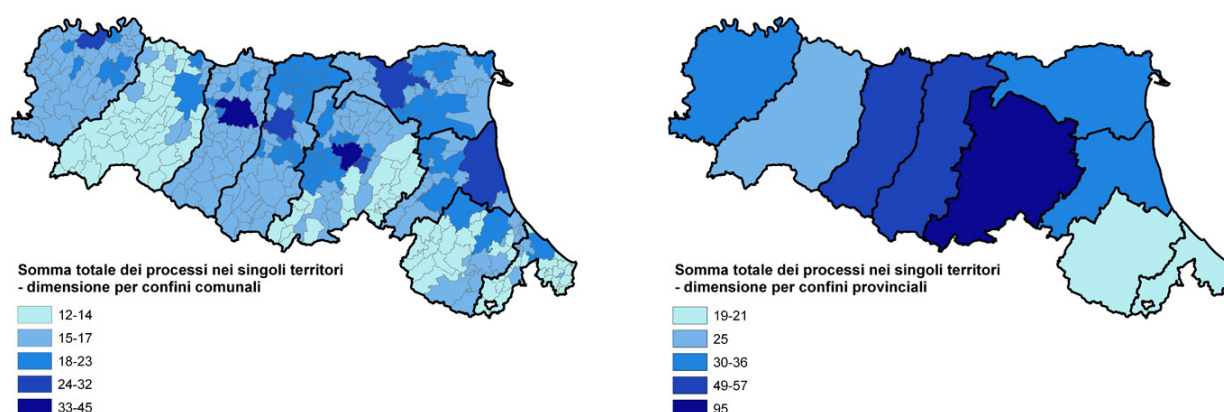 Somma totale dei processi nei singoli territori
- dimensione per confini comunali
12-14
15-17
18-23
24-32
33-45
Somma totale dei processi nei singoli territori
- dimensione per confini provinciali
19-21
25
30-36
49-57
95